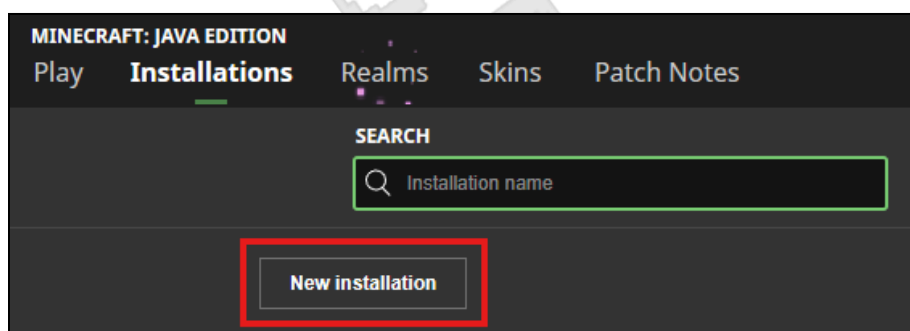 MINECRAFT: JAVA EDITION
Play Installations Realms Skins Patch Notes
SEARCH
Installation name
New installation